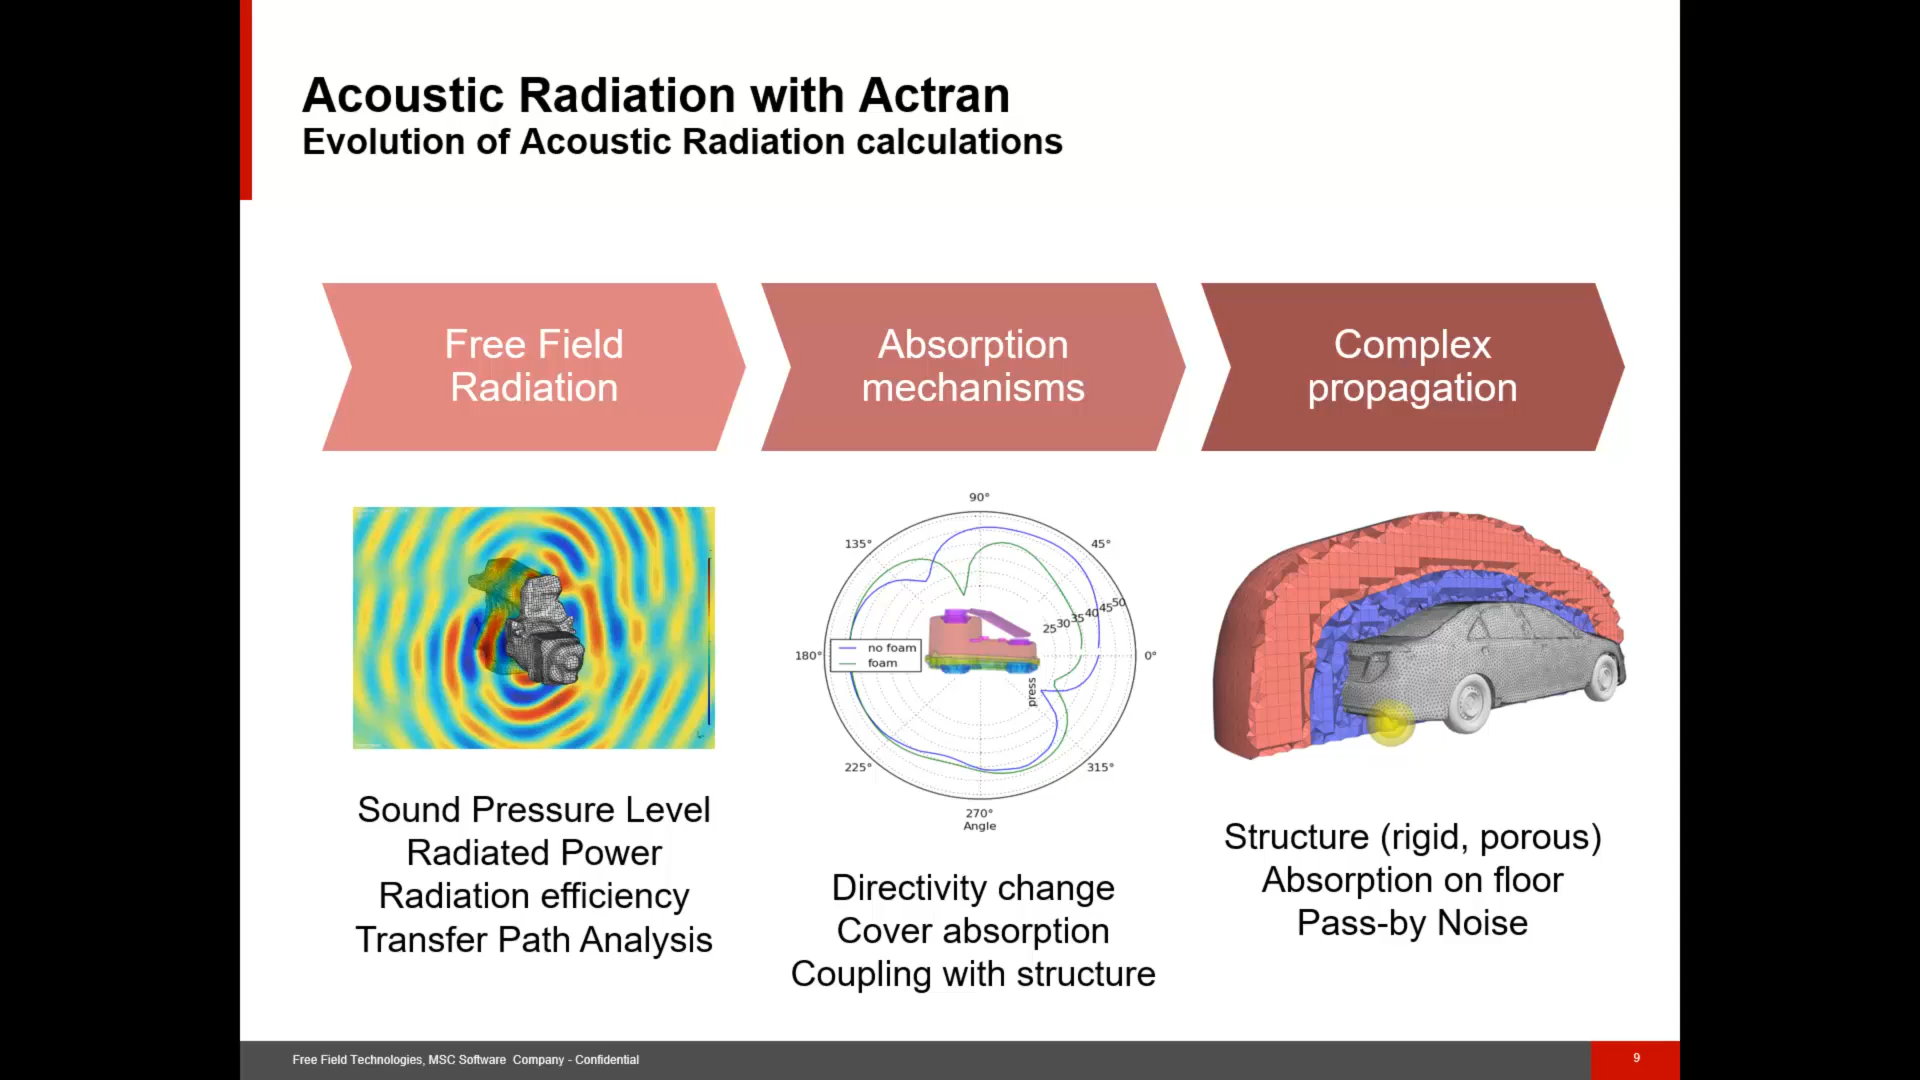 Acoustic Radiation with Actran
Evolution of Acoustic Radiation calculations
Free Field
Radiation
Absorption
mechanisms
Complex
propagation
90°
135°
45°
50
45
40
35
30
25
no foam
foam
180°
0°
press
225°
315°
270°
Angle
Sound Pressure Level
Radiated Power
Radiation efficiency
Transfer Path Analysis
Directivity change
Cover absorption
Coupling with structure
Structure (rigid, porous)
Absorption on floor
Pass-by Noise
Free Field Technologies, MSC Software Company - Confidential
9